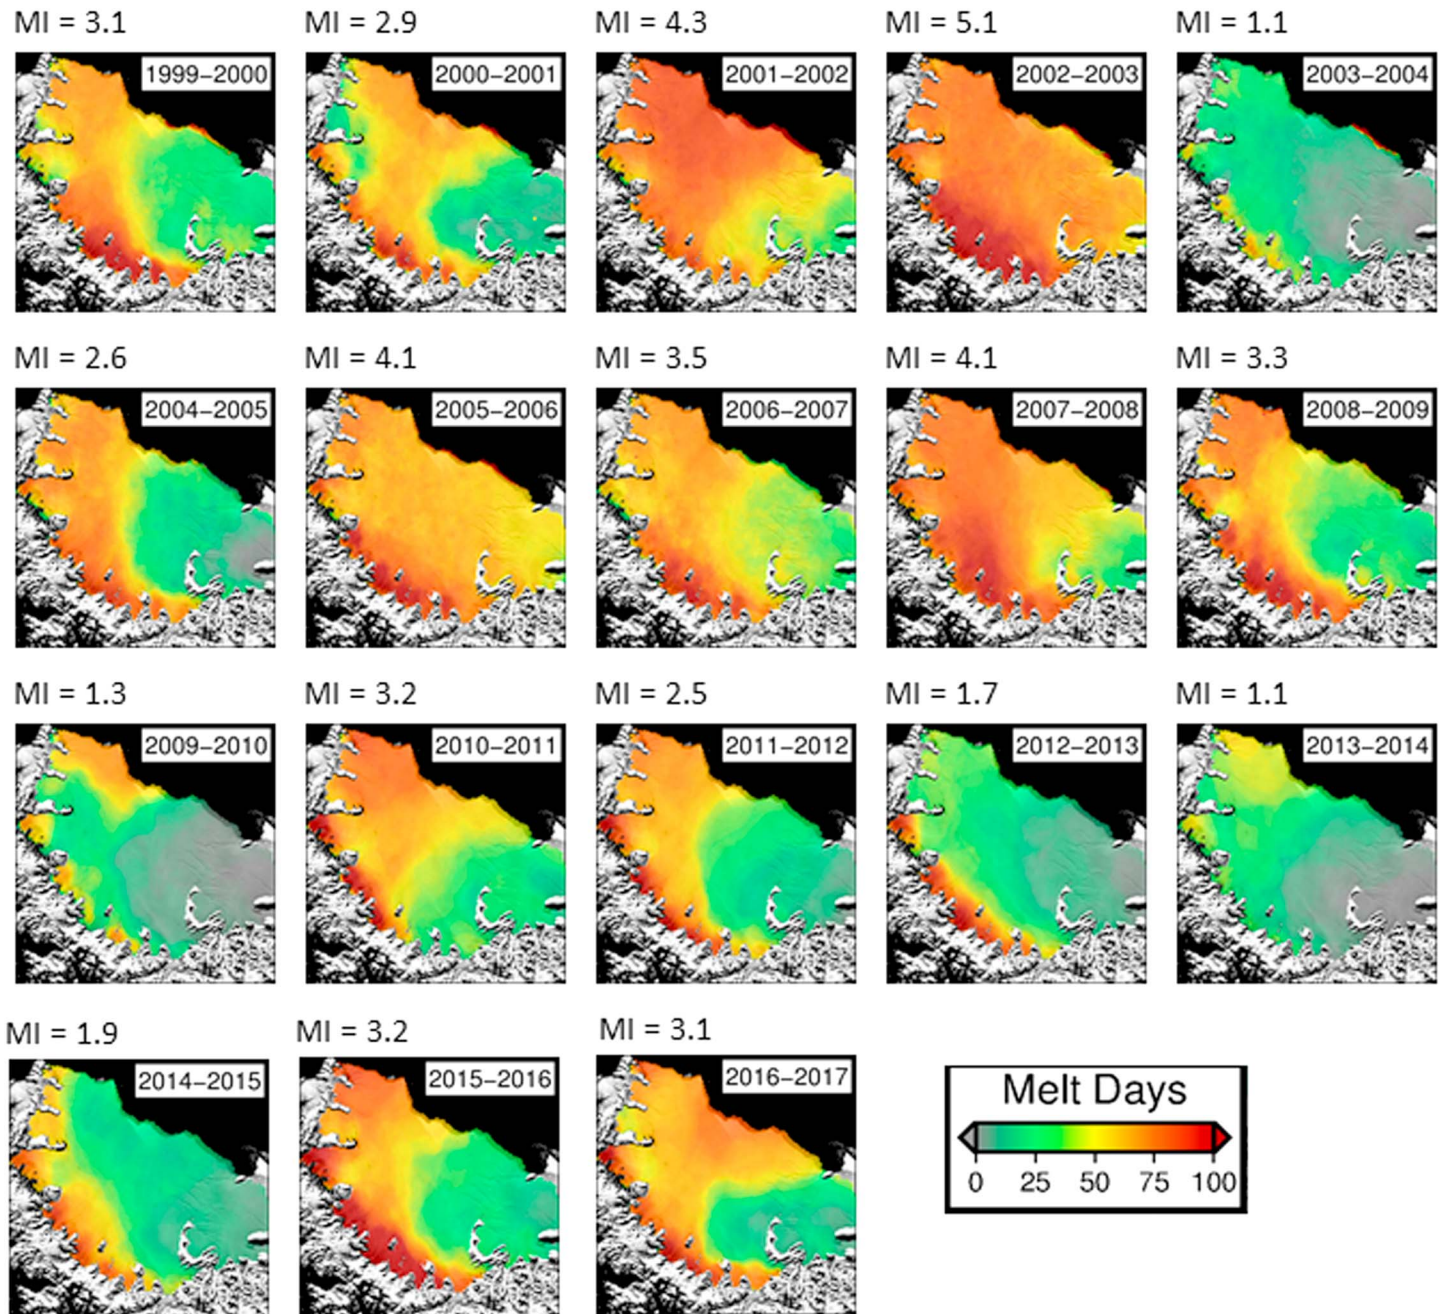 MI = 3.1
MI = 2.9
MI = 4.3
MI = 5.1
MI = 1.1
1999–2000
2000–2001
2001–2002
2002–2003
2003–2004
MI = 2.6
MI = 4.1
MI = 3.5
MI = 4.1
MI = 3.3
2004–2005
2005–2006
2006–2007
2007–2008
2008–2009
MI = 1.3
MI = 3.2
MI = 2.5
MI = 1.7
MI = 1.1
2009–2010
2010–2011
2011–2012
2012–2013
2013–2014
MI = 1.9
MI = 3.2
MI = 3.1
2014–2015
2015–2016
2016–2017
Melt Days
0 25 50 75 100